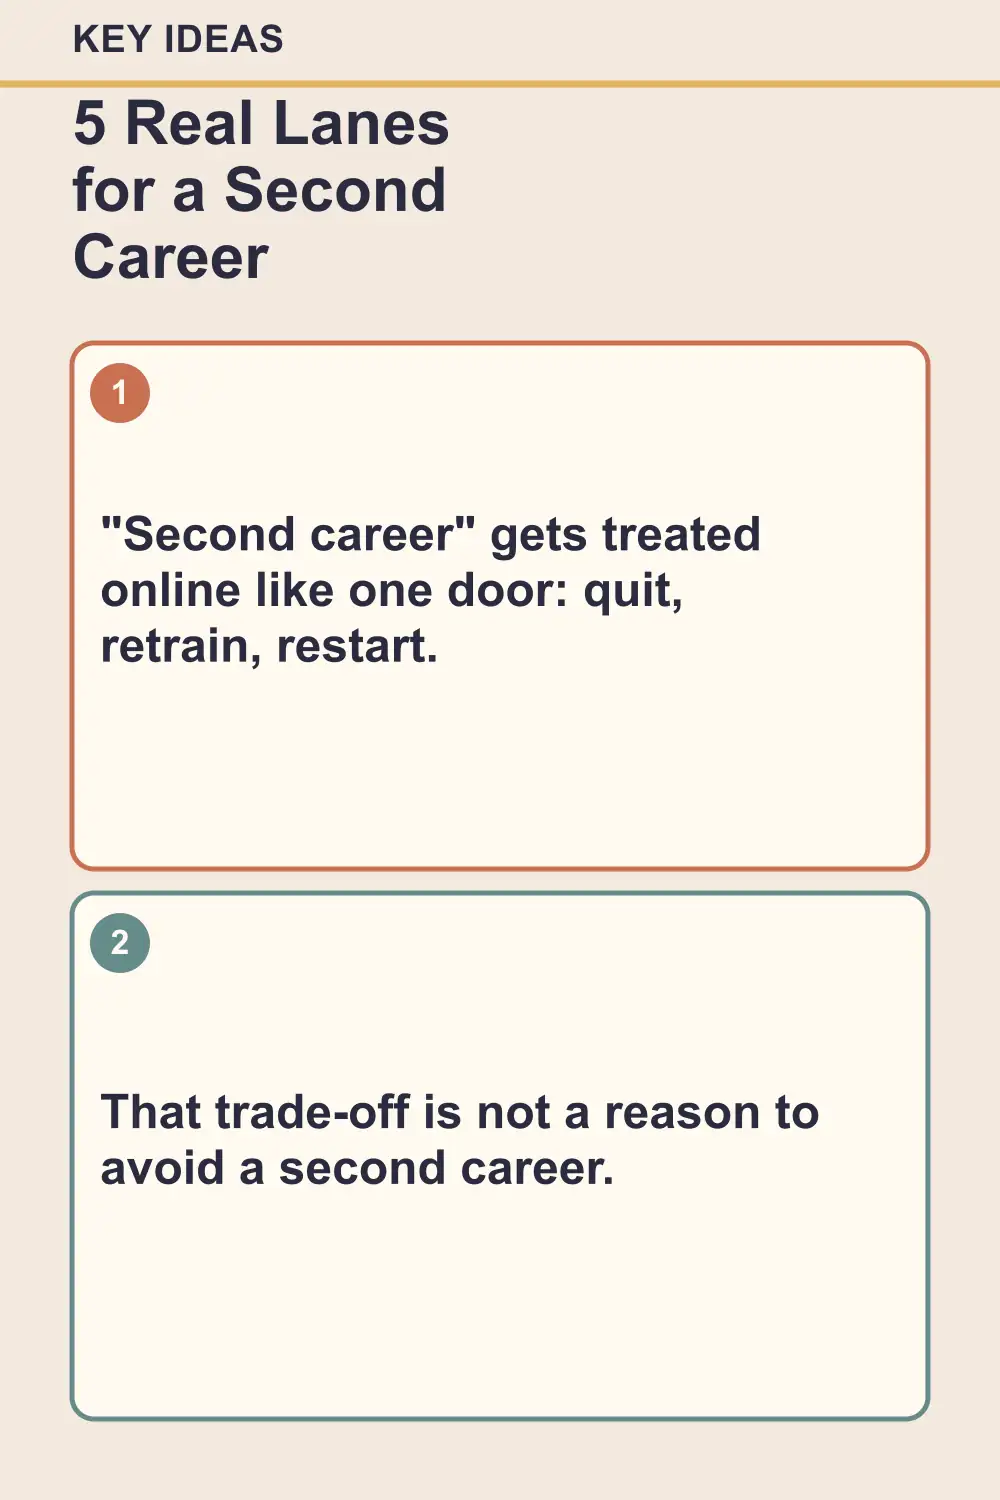 KEY IDEAS
5 Real Lanes
for a Second
Career
1
"Second career" gets treated
online like one door: quit,
retrain, restart.
2
That trade-off is not a reason to
avoid a second career.